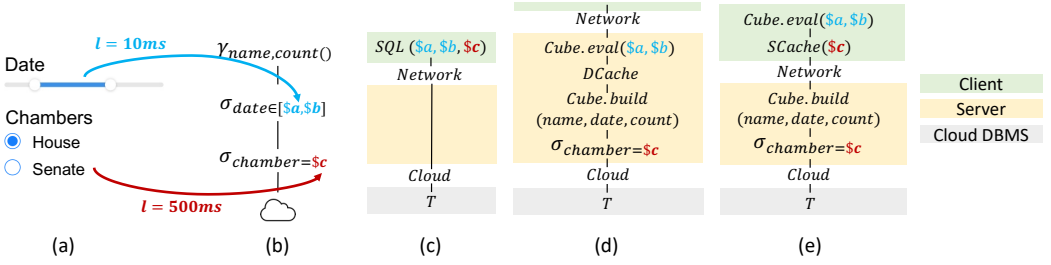 Date
l = 10ms
Chambers
House
Senate
l = 500ms
(a)
γname,count()
σdate∈[$a,$b]
σchamber=$c
(b)
SQL ($a, $b, $c)
Network
Cloud
T
(c)
Network
Cube.eval($a, $b)
DCache
Cube.build
(name, date, count)
σchamber=$c
Cloud
T
(d)
Cube.eval($a, $b)
SCache($c)
Network
Cube.build
(name, date, count)
σchamber=$c
Cloud
T
(e)
Client
Server
Cloud DBMS